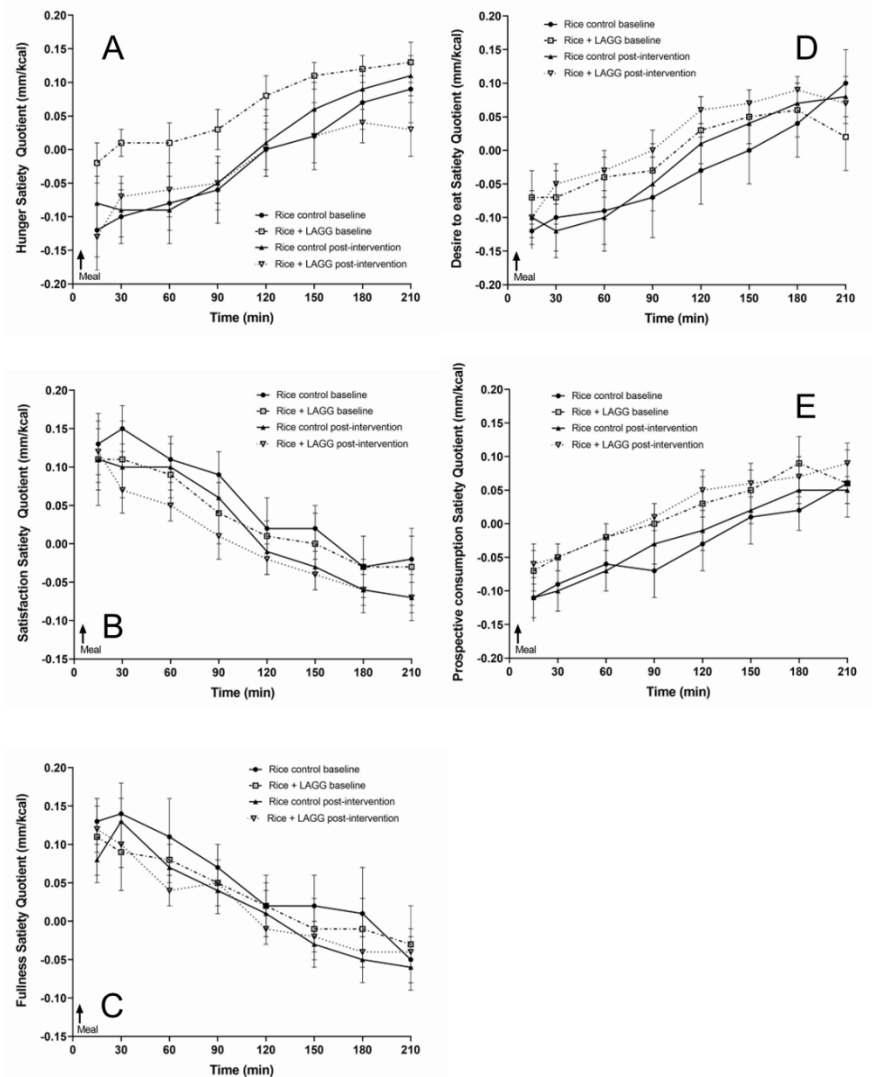 A
Hunger Satiety Quotient (mm/kcal)
0.20
0.15
0.10
0.05
0.00
-0.05
-0.10
-0.15
-0.20
Rice control baseline
Rice + LAGG baseline
Rice control post-intervention
Rice + LAGG post-intervention
Meal
0 30 60 90 120 150 180 210
Time (min)
D
Desire to eat Satiety Quotient (mm/kcal)
0.20
0.15
0.10
0.05
0.00
-0.05
-0.10
-0.15
-0.20
Rice control baseline
Rice + LAGG baseline
Rice control post-intervention
Rice + LAGG post-intervention
Meal
0 30 60 90 120 150 180 210
Time (min)
B
Satisfaction Satiety Quotient (mm/kcal)
0.20
0.15
0.10
0.05
0.00
-0.05
-0.10
-0.15
Rice control baseline
Rice + LAGG baseline
Rice control post-intervention
Rice + LAGG post-intervention
Meal
0 30 60 90 120 150 180 210
Time (min)
E
Prospective consumption Satiety Quotient (mm/kcal)
0.20
0.15
0.10
0.05
0.00
-0.05
-0.10
-0.15
-0.20
Rice control baseline
Rice + LAGG baseline
Rice control post-intervention
Rice + LAGG post-intervention
Meal
0 30 60 90 120 150 180 210
Time (min)
C
Fullness Satiety Quotient (mm/kcal)
0.20
0.15
0.10
0.05
0.00
-0.05
-0.10
-0.15
Rice control baseline
Rice + LAGG baseline
Rice control post-intervention
Rice + LAGG post-intervention
Meal
0 30 60 90 120 150 180 210
Time (min)